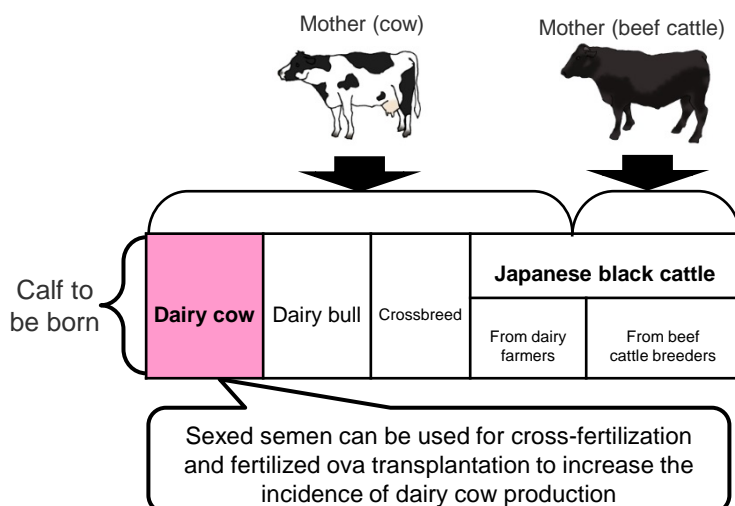 Mother (cow)
Mother (beef cattle)
Calf to
be born
Dairy cow
Dairy bull
Crossbreed
Japanese black cattle
From dairy
farmers
From beef
cattle breeders
Sexed semen can be used for cross-fertilization
and fertilized ova transplantation to increase the
incidence of dairy cow production